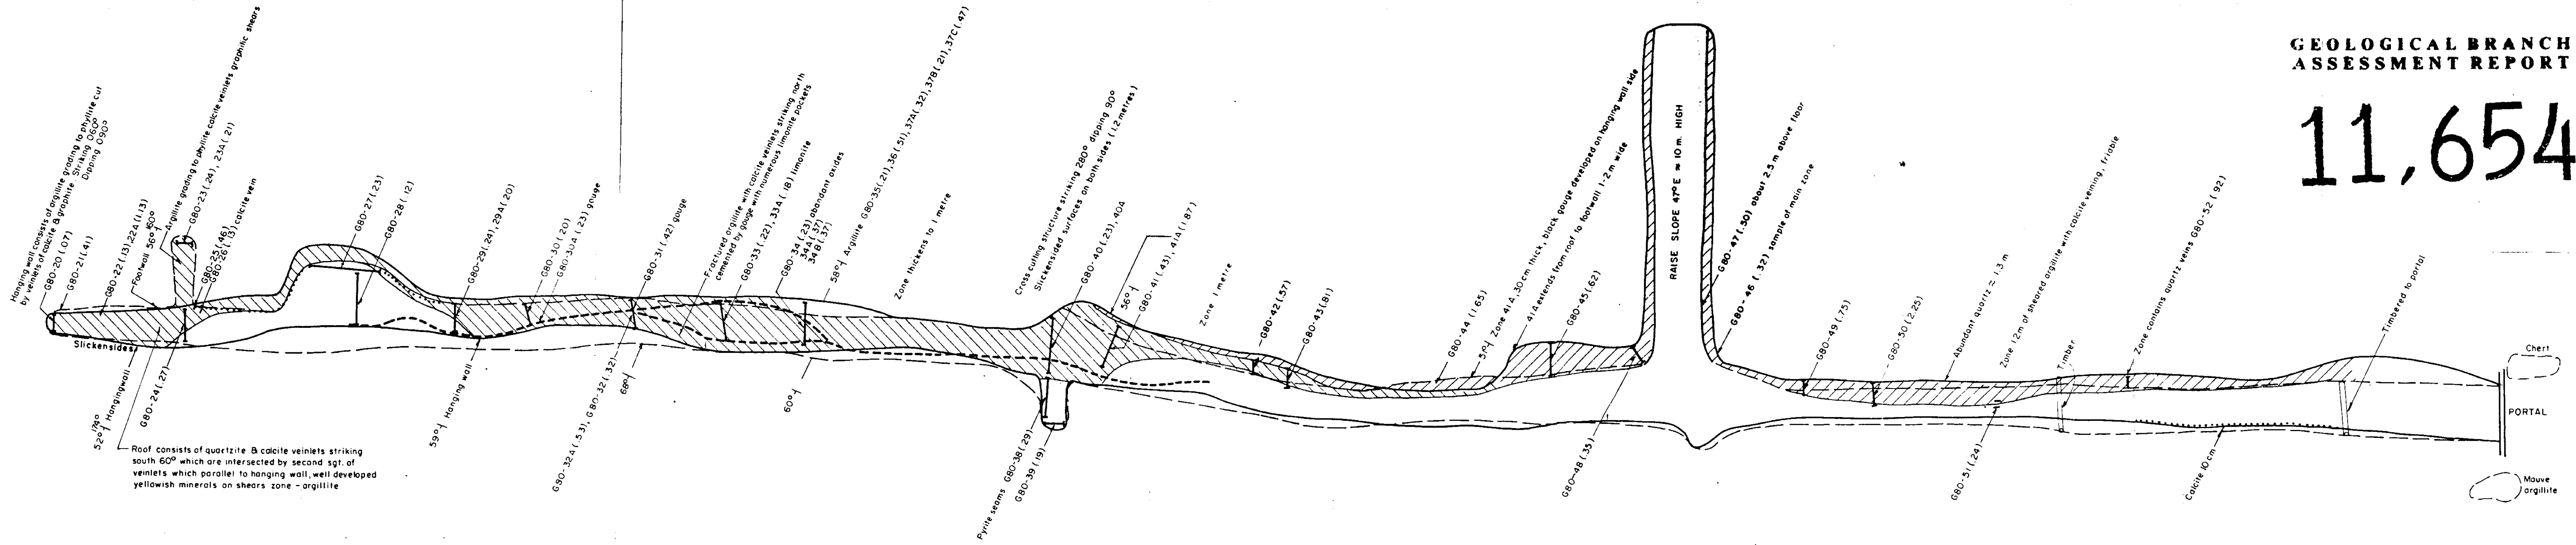 GEOLOGICAL BRANCH
ASSESSMENT REPORT
11,654
Hanging wall consists of argillite grading to phyllite cut
by veinlets of calcite & graphite. Striking 060°
Dipping 090°
G80-20(.07)
G80-21(.41)
G80-22(.13),22A(1.13)
Footwall 56° 160°
Argillite grading to phyllite calcite veinlets graphitic shears
G80-23(.24), 23A(.21)
G80-25(.46)
G80-26(.13) calcite vein
G80-27(.23)
G80-28(.12)
G80-29(.24),29A(.20)
G80-30(.20)
G80-30A(.23) gouge
G80-31(.42) gouge
Fractured argillite with calcite veinlets striking north
cemented by gouge with numerous limonite pockets
G80-33(.22),33A(.18) limonite
G80-34(.23) abundant oxides
34A(.37)
34B(.37)
58° Argillite G80-35(.21),36(.51),37A(.32),37B(.21),37C(.47)
Zone thickens to 1 metre
Cross cutting structure striking 280° dipping 90°
Slickensided surfaces on both sides (1.2 metres)
G80-40(.23), 40A
56°
G80-41(.43), 41A(1.87)
Zone 1 metre
G80-42(.57)
G80-43(.81)
G80-44(1.65)
51° Zone 41A,30cm thick, black gouge developed on hanging wall side
41A extends from roof to footwall 1-2m wide
G80-45(.62)
RAISE SLOPE 47°E ≈ 10 m. HIGH
G80-47(.50) about 2.5 m above floor
G80-46(.32) sample of main zone
G80-49(.75)
G80-50(2.25)
Abundant quartz ≈ 1.3 m
Zone 1.2m of sheared argillite with calcite veining, friable
Timber
Zone contains quartz veins G80-52(.92)
Timbered to portal
Chert
PORTAL
Mauve
argillite
Slickensides
174°
52° Hangingwall
G80-24(.27)
Roof consists of quartzite & calcite veinlets striking
south 60° which are intersected by second sgt. of
veinlets which parallel to hanging wall, well developed
yellowish minerals on shears zone - argillite
59° Hanging wall
G80-32A(.53), G80-32(.33)
68°
60°
Pyrite seams G80-38(.29)
G80-39(.19)
G80-48(.35)
G80-51(.24)
Calcite 10cm